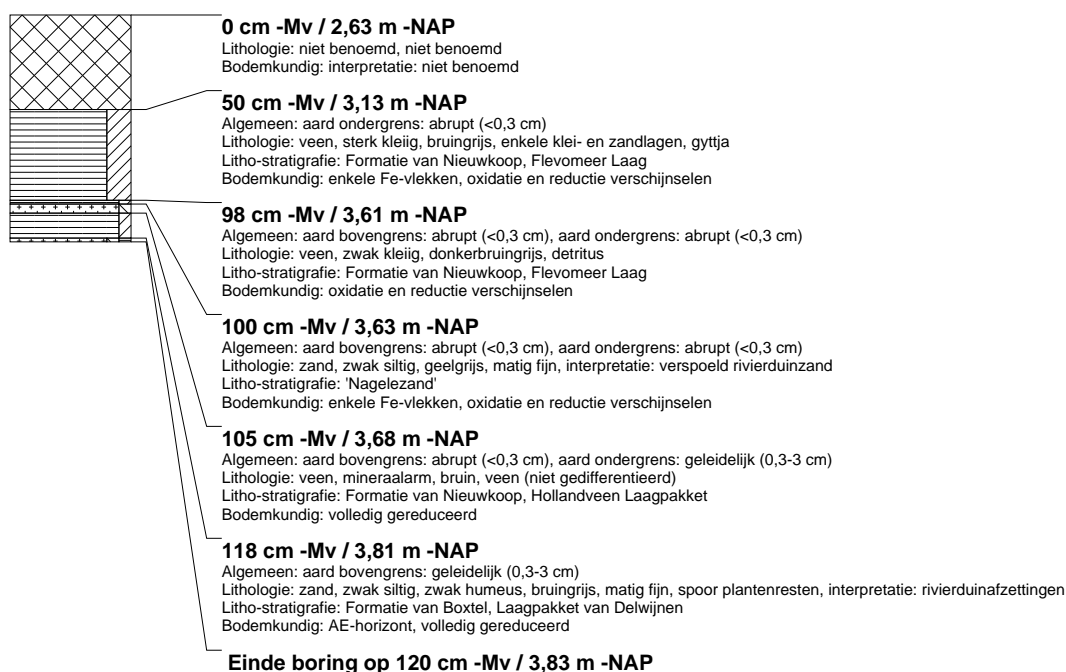 0 cm -Mv / 2,63 m -NAP
Lithologie: niet benoemd, niet benoemd
Bodemkundig: interpretatie: niet benoemd
50 cm -Mv / 3,13 m -NAP
Algemeen: aard ondergrens: abrupt (<0,3 cm)
Lithologie: veen, sterk kleiig, bruingrijs, enkele klei- en zandlagen, gyttja
Litho-stratigrafie: Formatie van Nieuwkoop, Flevomeer Laag
Bodemkundig: enkele Fe-vlekken, oxidatie en reductie verschijnselen
98 cm -Mv / 3,61 m -NAP
Algemeen: aard bovengrens: abrupt (<0,3 cm), aard ondergrens: abrupt (<0,3 cm)
Lithologie: veen, zwak kleiig, donkerbruingrijs, detritus
Litho-stratigrafie: Formatie van Nieuwkoop, Flevomeer Laag
Bodemkundig: oxidatie en reductie verschijnselen
100 cm -Mv / 3,63 m -NAP
Algemeen: aard bovengrens: abrupt (<0,3 cm), aard ondergrens: abrupt (<0,3 cm)
Lithologie: zand, zwak siltig, geelgrijs, matig fijn, interpretatie: verspoeld rivierduinzand
Litho-stratigrafie: 'Nagelezand'
Bodemkundig: enkele Fe-vlekken, oxidatie en reductie verschijnselen
105 cm -Mv / 3,68 m -NAP
Algemeen: aard bovengrens: abrupt (<0,3 cm), aard ondergrens: geleidelijk (0,3-3 cm)
Lithologie: veen, mineraalarm, bruin, veen (niet gedifferentieerd)
Litho-stratigrafie: Formatie van Nieuwkoop, Hollandveen Laagpakket
Bodemkundig: volledig gereduceerd
118 cm -Mv / 3,81 m -NAP
Algemeen: aard bovengrens: geleidelijk (0,3-3 cm)
Lithologie: zand, zwak siltig, zwak humeus, bruingrijs, matig fijn, spoor plantenresten, interpretatie: rivierduinafzettingen
Litho-stratigrafie: Formatie van Boxtel, Laagpakket van Delwijnen
Bodemkundig: AE-horizont, volledig gereduceerd
Einde boring op 120 cm -Mv / 3,83 m -NAP